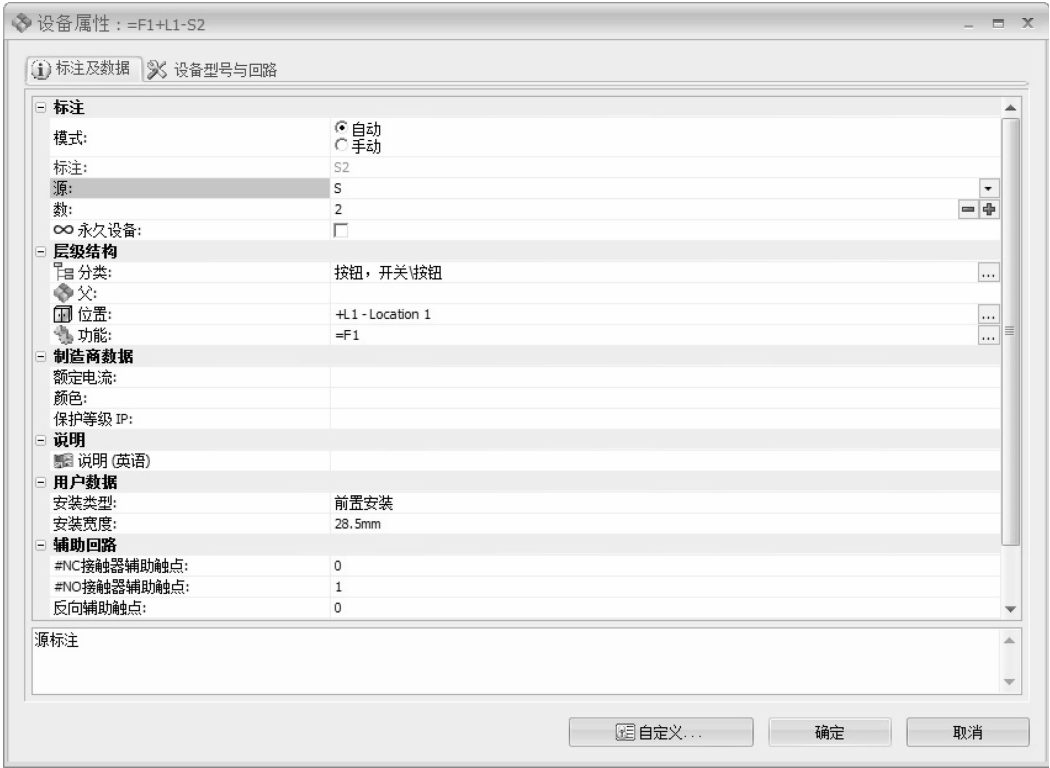 设备属性：=F1+L1-S2
标注及数据 设备型号与回路
标注
模式: 自动
手动
标注: S2
源: S
数: 2
永久设备:
层级结构
分类: 按钮，开关\按钮
父:
位置: +L1 - Location 1
功能: =F1
制造商数据
额定电流:
颜色:
保护等级 IP:
说明
说明 (英语)
用户数据
安装类型: 前置安装
安装宽度: 28.5mm
辅助回路
#NC接触器辅助触点: 0
#NO接触器辅助触点: 1
反向辅助触点: 0
源标注
自定义... 确定 取消